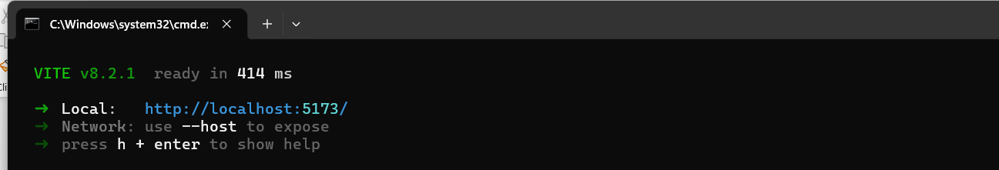 C:\Windows\system32\cmd.e
VITE v8.2.1 ready in 414 ms
➜ Local: http://localhost:5173/
➜ Network: use --host to expose
➜ press h + enter to show help